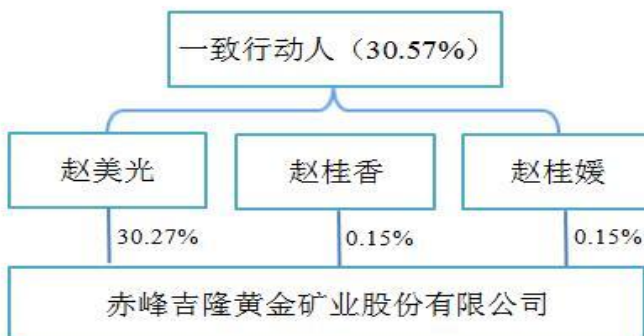 一致行动人（30.57%）
赵美光
赵桂香
赵桂媛
30.27%
0.15%
0.15%
赤峰吉隆黄金矿业股份有限公司